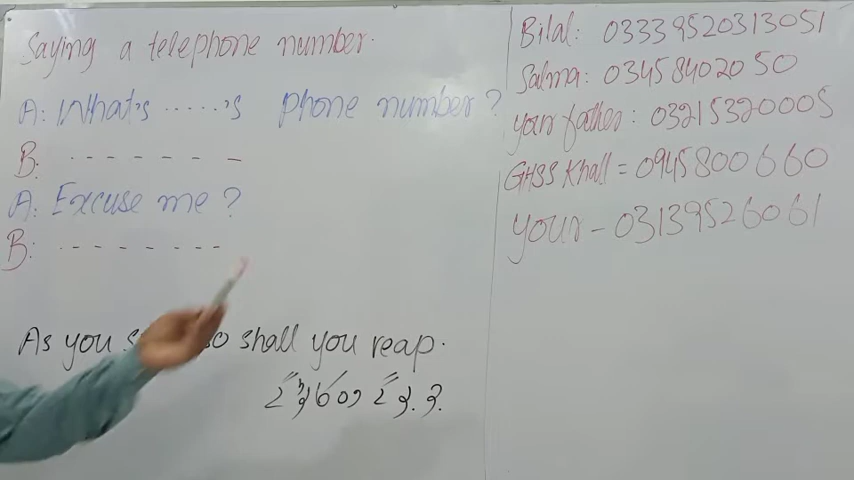 Saying a telephone number.
A: What's ......'s phone number?
B: - - - - - - -
A: Excuse me?
B: - - - - - - - -
As you so shall you reap.
Bilal: 03339520313051
Salma: 03458402050
your father: 03215320005
GHSS Khall = 0945800660
your - 03139526061